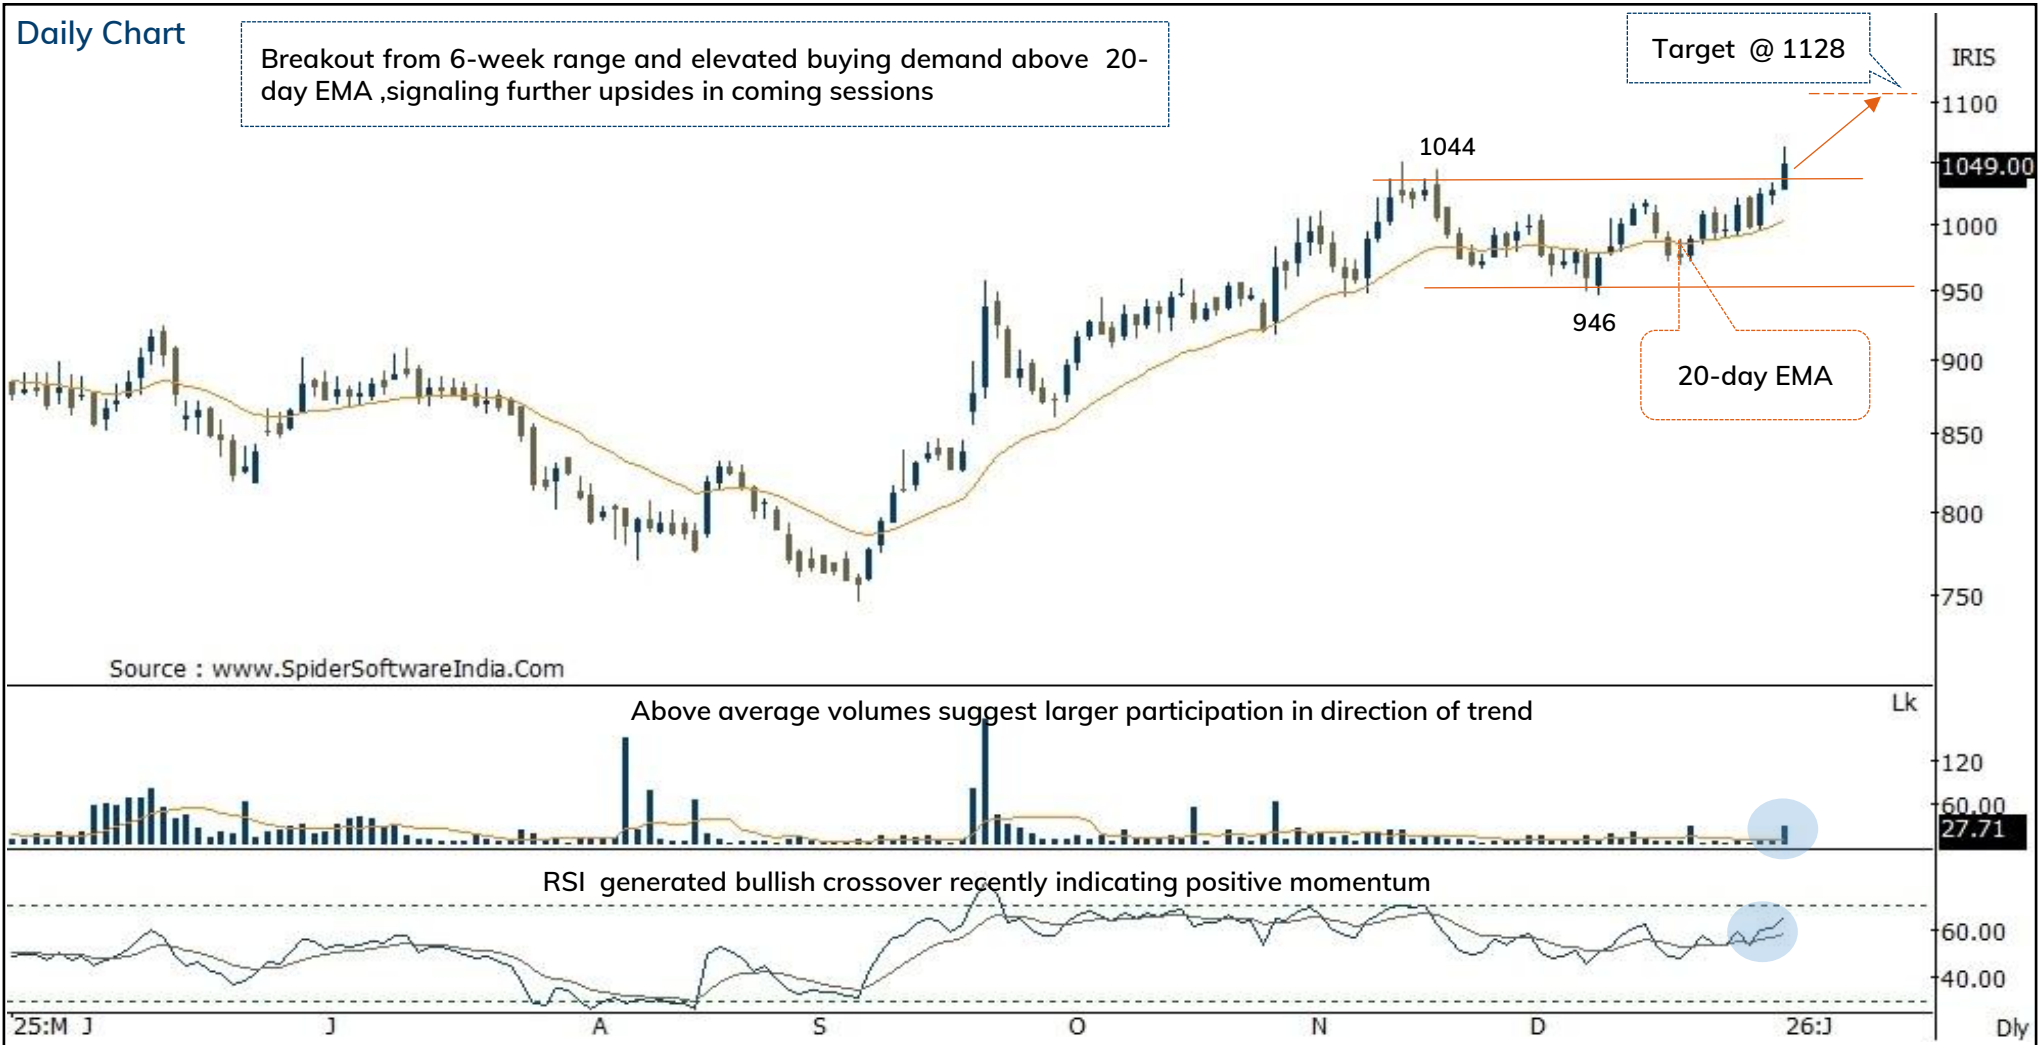 Daily Chart
Breakout from 6-week range and elevated buying demand above 20-
day EMA ,signaling further upsides in coming sessions
Target @ 1128
IRIS
1100
1044
1049.00
1000
950
946
900
20-day EMA
850
800
750
Source : www.SpiderSoftwareIndia.Com
Lk
Above average volumes suggest larger participation in direction of trend
120
60.00
27.71
RSI generated bullish crossover recently indicating positive momentum
60.00
40.00
'25:M J J A S O N D 26:J Dly